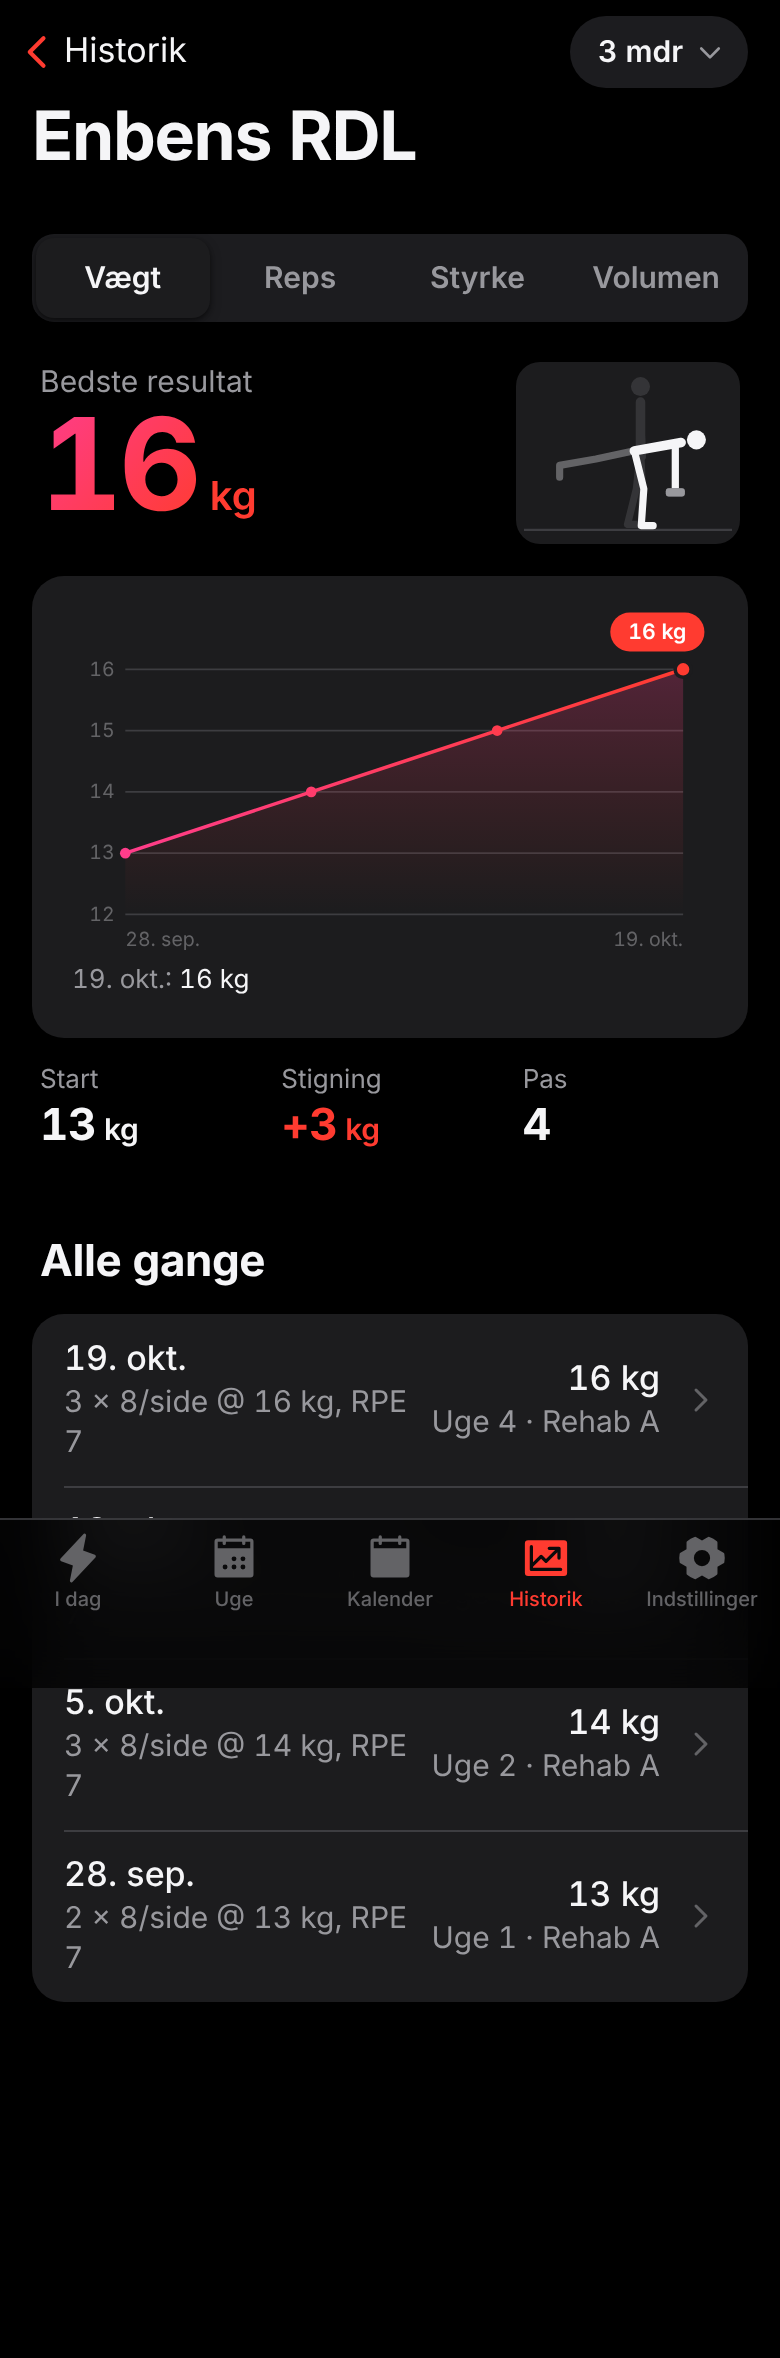 Historik
3 mdr
Enbens RDL
Vægt
Reps
Styrke
Volumen
Bedste resultat
16 kg
16 kg
16
15
14
13
12
28. sep.
19. okt.
19. okt.: 16 kg
Start
13 kg
Stigning
+3 kg
Pas
4
Alle gange
19. okt.
3 × 8/side @ 16 kg, RPE
7
16 kg
Uge 4 · Rehab A
I dag
Uge
Kalender
Historik
Indstillinger
5. okt.
3 × 8/side @ 14 kg, RPE
7
14 kg
Uge 2 · Rehab A
28. sep.
2 × 8/side @ 13 kg, RPE
7
13 kg
Uge 1 · Rehab A